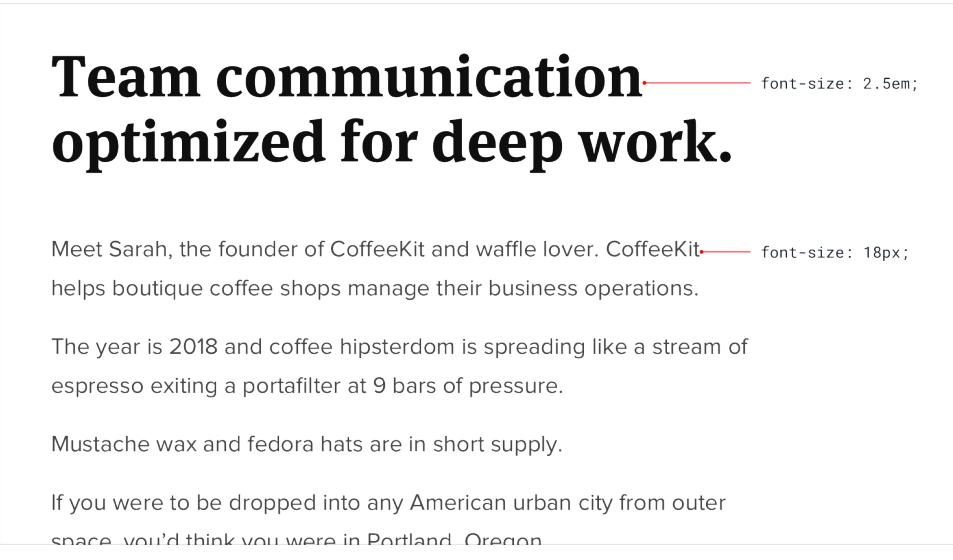 Team communication
font-size: 2.5em;
optimized for deep work.
Meet Sarah, the founder of CoffeeKit and waffle lover. CoffeeKit
font-size: 18px;
helps boutique coffee shops manage their business operations.
The year is 2018 and coffee hipsterdom is spreading like a stream of
espresso exiting a portafilter at 9 bars of pressure.
Mustache wax and fedora hats are in short supply.
If you were to be dropped into any American urban city from outer
space, you’d think you were in Portland, Oregon.